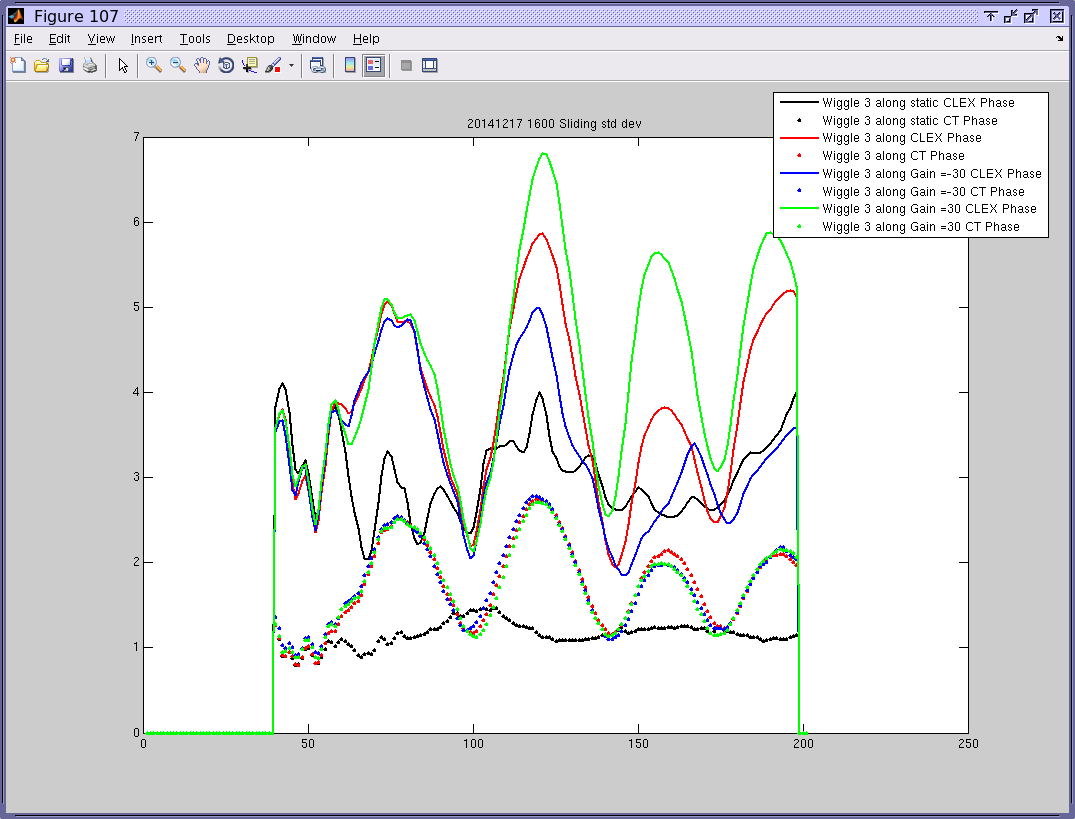 Figure 107
File Edit View Insert Tools Desktop Window Help
20141217 1600 Sliding std dev
Wiggle 3 along static CLEX Phase
Wiggle 3 along static CT Phase
Wiggle 3 along CLEX Phase
Wiggle 3 along CT Phase
Wiggle 3 along Gain =-30 CLEX Phase
Wiggle 3 along Gain =-30 CT Phase
Wiggle 3 along Gain =30 CLEX Phase
Wiggle 3 along Gain =30 CT Phase
7
6
5
4
3
2
1
0
0 50 100 150 200 250